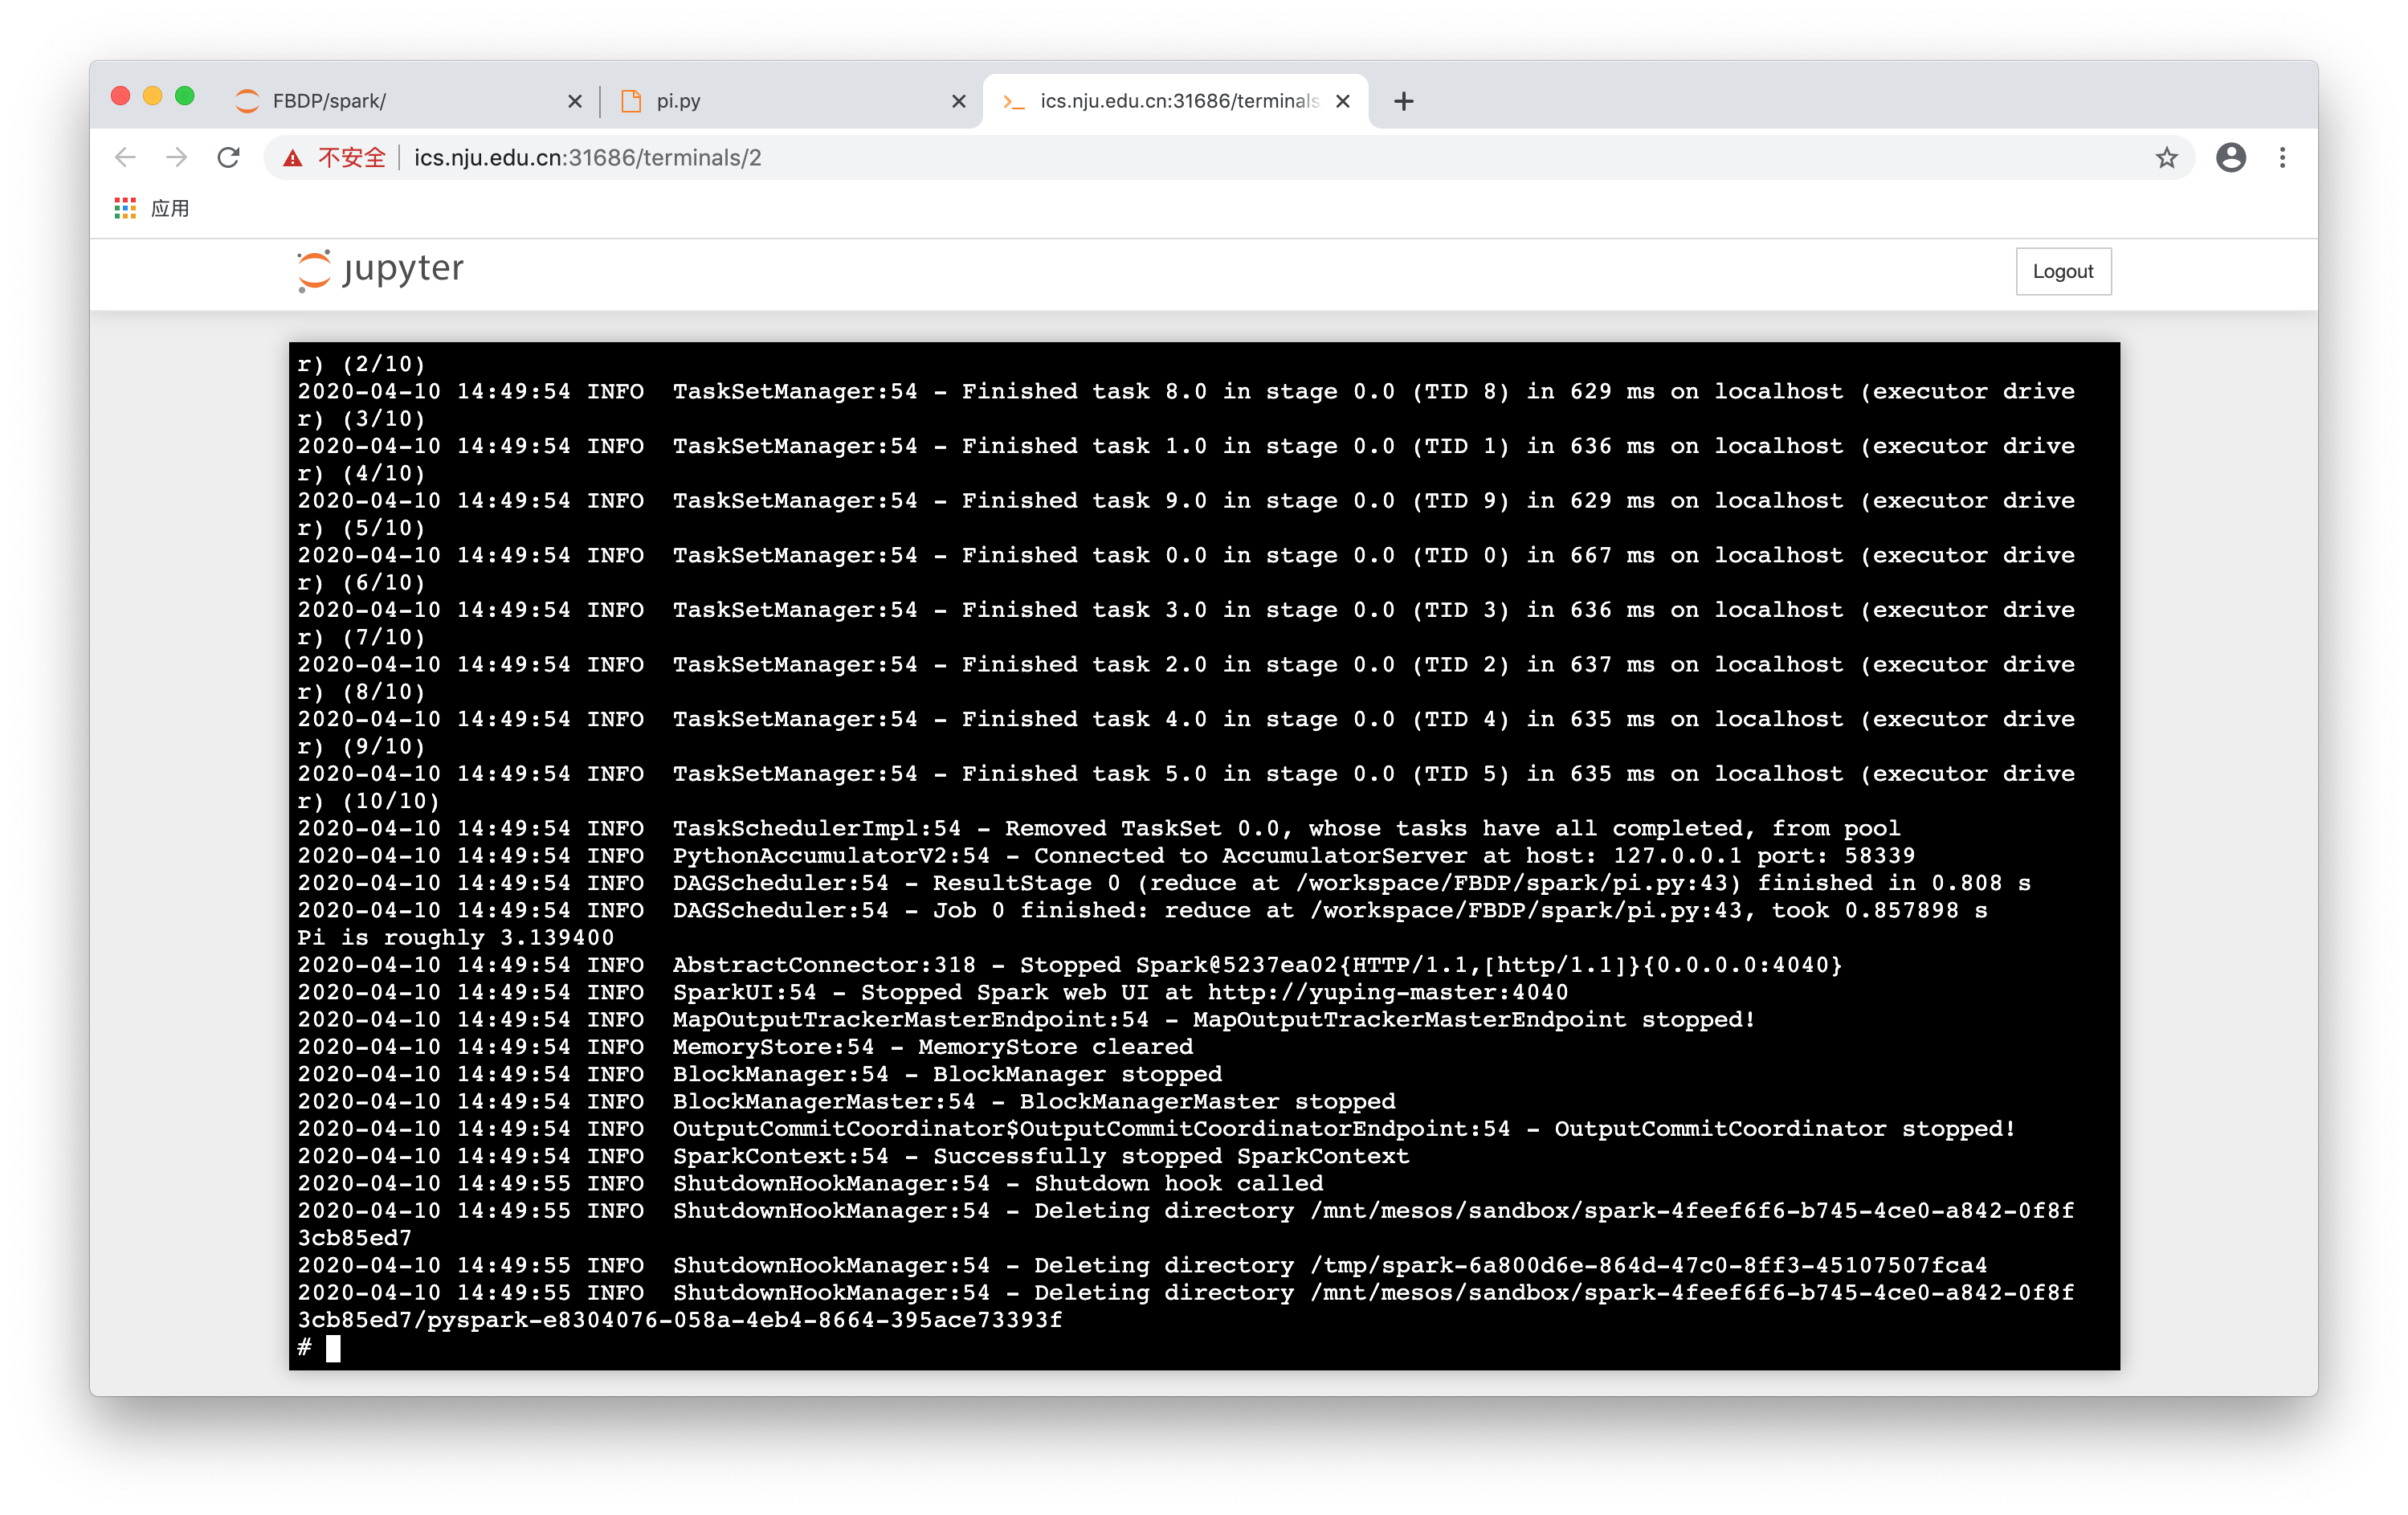 FBDP/spark/
pi.py
ics.nju.edu.cn:31686/terminals
不安全
ics.nju.edu.cn:31686/terminals/2
应用
jupyter
Logout
r) (2/10)
2020-04-10 14:49:54 INFO  TaskSetManager:54 - Finished task 8.0 in stage 0.0 (TID 8) in 629 ms on localhost (executor drive
r) (3/10)
2020-04-10 14:49:54 INFO  TaskSetManager:54 - Finished task 1.0 in stage 0.0 (TID 1) in 636 ms on localhost (executor drive
r) (4/10)
2020-04-10 14:49:54 INFO  TaskSetManager:54 - Finished task 9.0 in stage 0.0 (TID 9) in 629 ms on localhost (executor drive
r) (5/10)
2020-04-10 14:49:54 INFO  TaskSetManager:54 - Finished task 0.0 in stage 0.0 (TID 0) in 667 ms on localhost (executor drive
r) (6/10)
2020-04-10 14:49:54 INFO  TaskSetManager:54 - Finished task 3.0 in stage 0.0 (TID 3) in 636 ms on localhost (executor drive
r) (7/10)
2020-04-10 14:49:54 INFO  TaskSetManager:54 - Finished task 2.0 in stage 0.0 (TID 2) in 637 ms on localhost (executor drive
r) (8/10)
2020-04-10 14:49:54 INFO  TaskSetManager:54 - Finished task 4.0 in stage 0.0 (TID 4) in 635 ms on localhost (executor drive
r) (9/10)
2020-04-10 14:49:54 INFO  TaskSetManager:54 - Finished task 5.0 in stage 0.0 (TID 5) in 635 ms on localhost (executor drive
r) (10/10)
2020-04-10 14:49:54 INFO  TaskSchedulerImpl:54 - Removed TaskSet 0.0, whose tasks have all completed, from pool
2020-04-10 14:49:54 INFO  PythonAccumulatorV2:54 - Connected to AccumulatorServer at host: 127.0.0.1 port: 58339
2020-04-10 14:49:54 INFO  DAGScheduler:54 - ResultStage 0 (reduce at /workspace/FBDP/spark/pi.py:43) finished in 0.808 s
2020-04-10 14:49:54 INFO  DAGScheduler:54 - Job 0 finished: reduce at /workspace/FBDP/spark/pi.py:43, took 0.857898 s
Pi is roughly 3.139400
2020-04-10 14:49:54 INFO  AbstractConnector:318 - Stopped Spark@5237ea02{HTTP/1.1,[http/1.1]}{0.0.0.0:4040}
2020-04-10 14:49:54 INFO  SparkUI:54 - Stopped Spark web UI at http://yuping-master:4040
2020-04-10 14:49:54 INFO  MapOutputTrackerMasterEndpoint:54 - MapOutputTrackerMasterEndpoint stopped!
2020-04-10 14:49:54 INFO  MemoryStore:54 - MemoryStore cleared
2020-04-10 14:49:54 INFO  BlockManager:54 - BlockManager stopped
2020-04-10 14:49:54 INFO  BlockManagerMaster:54 - BlockManagerMaster stopped
2020-04-10 14:49:54 INFO  OutputCommitCoordinator$OutputCommitCoordinatorEndpoint:54 - OutputCommitCoordinator stopped!
2020-04-10 14:49:54 INFO  SparkContext:54 - Successfully stopped SparkContext
2020-04-10 14:49:55 INFO  ShutdownHookManager:54 - Shutdown hook called
2020-04-10 14:49:55 INFO  ShutdownHookManager:54 - Deleting directory /mnt/mesos/sandbox/spark-4feef6f6-b745-4ce0-a842-0f8f
3cb85ed7
2020-04-10 14:49:55 INFO  ShutdownHookManager:54 - Deleting directory /tmp/spark-6a800d6e-864d-47c0-8ff3-45107507fca4
2020-04-10 14:49:55 INFO  ShutdownHookManager:54 - Deleting directory /mnt/mesos/sandbox/spark-4feef6f6-b745-4ce0-a842-0f8f
3cb85ed7/pyspark-e8304076-058a-4eb4-8664-395ace73393f
#